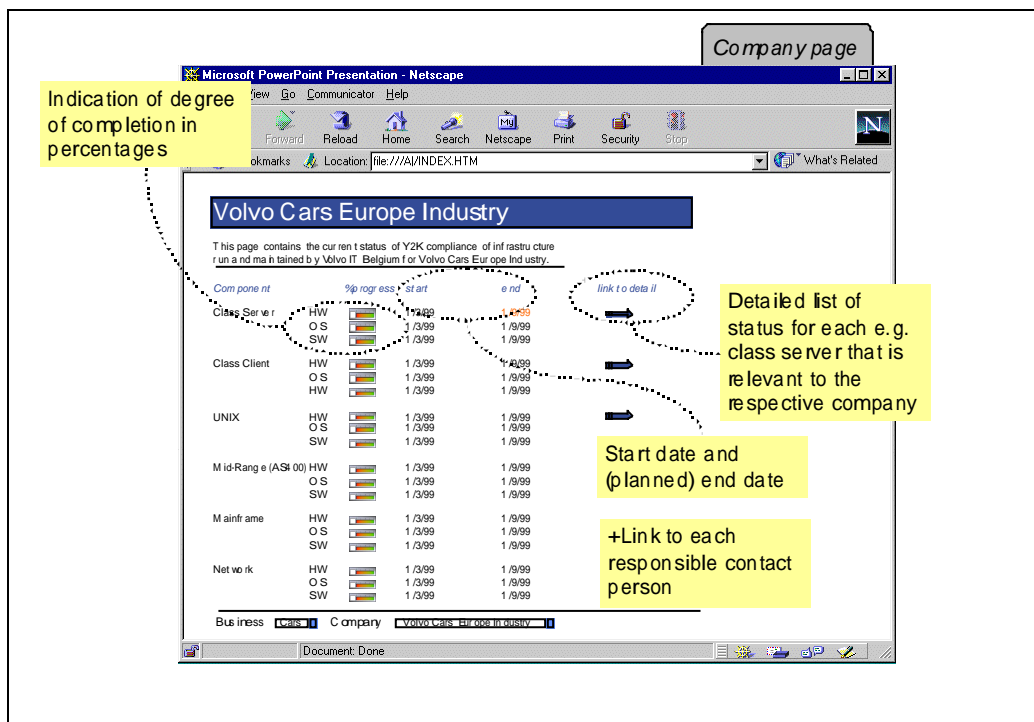 Company page
Microsoft PowerPoint Presentation - Netscape
View Go Communicator Help
Forward Reload Home Search Netscape Print Security Stop
Location: file:///A|/INDEX.HTM What's Related
Indication of degree
of completion in
percentages
Volvo Cars Europe Industry
This page contains the current status of Y2K compliance of infrastructure
run and maintained by Volvo IT Belgium for Volvo Cars Europe Industry.
Component %progress start end link to detail
Class Server HW 1/3/99
OS 1/3/99 1/9/99
SW 1/3/99 1/9/99
Class Client HW 1/3/99 1/9/99
OS 1/3/99 1/9/99
HW 1/3/99 1/9/99
UNIX HW 1/3/99 1/9/99
OS 1/3/99 1/9/99
SW 1/3/99 1/9/99
Mid-Range (AS400) HW 1/3/99 1/9/99
OS 1/3/99 1/9/99
SW 1/3/99 1/9/99
Mainframe HW 1/3/99 1/9/99
OS 1/3/99 1/9/99
SW 1/3/99 1/9/99
Network HW 1/3/99 1/9/99
OS 1/3/99 1/9/99
SW 1/3/99 1/9/99
Business Cars Company Volvo Cars Europe Industry
Document: Done
Detailed list of
status for each e.g.
class server that is
relevant to the
respective company
Start date and
(planned) end date
+Link to each
responsible contact
person